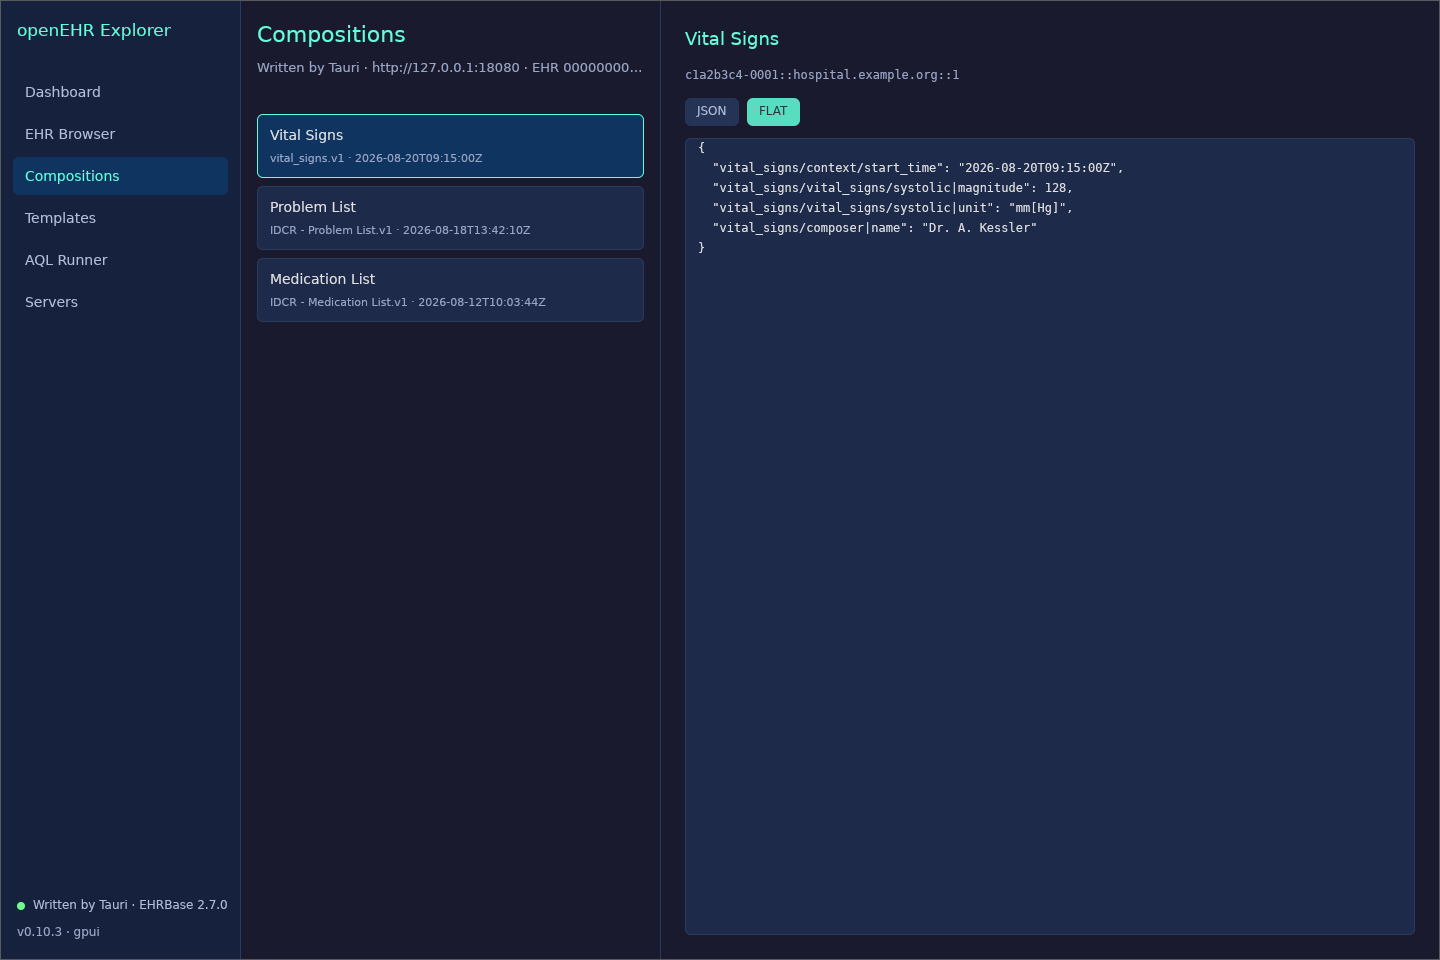 openEHR Explorer
Dashboard
EHR Browser
Compositions
Templates
AQL Runner
Servers
Written by Tauri · EHRBase 2.7.0
v0.10.3 · gpui
Compositions
Written by Tauri · http://127.0.0.1:18080 · EHR 00000000…
Vital Signs
vital_signs.v1 · 2026-08-20T09:15:00Z
Problem List
IDCR - Problem List.v1 · 2026-08-18T13:42:10Z
Medication List
IDCR - Medication List.v1 · 2026-08-12T10:03:44Z
Vital Signs
c1a2b3c4-0001::hospital.example.org::1
JSON FLAT
{
  "vital_signs/context/start_time": "2026-08-20T09:15:00Z",
  "vital_signs/vital_signs/systolic|magnitude": 128,
  "vital_signs/vital_signs/systolic|unit": "mm[Hg]",
  "vital_signs/composer|name": "Dr. A. Kessler"
}